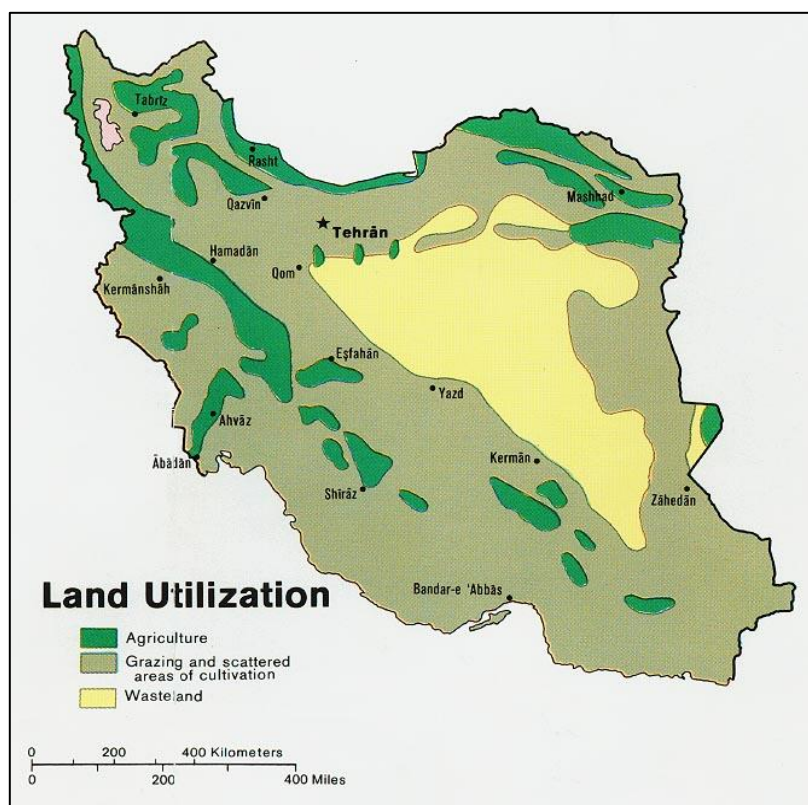 Tabrīz
Rasht
Mashhad
Qazvīn
Tehrān
Hamadān
Qom
Kermānshāh
Eşfahān
Yazd
Ahvāz
Kermān
Ābādān
Shīrāz
Zāhedān
Bandar-e 'Abbās
Land Utilization
Agriculture
Grazing and scattered
areas of cultivation
Wasteland
0 200 400 Kilometers
0 200 400 Miles